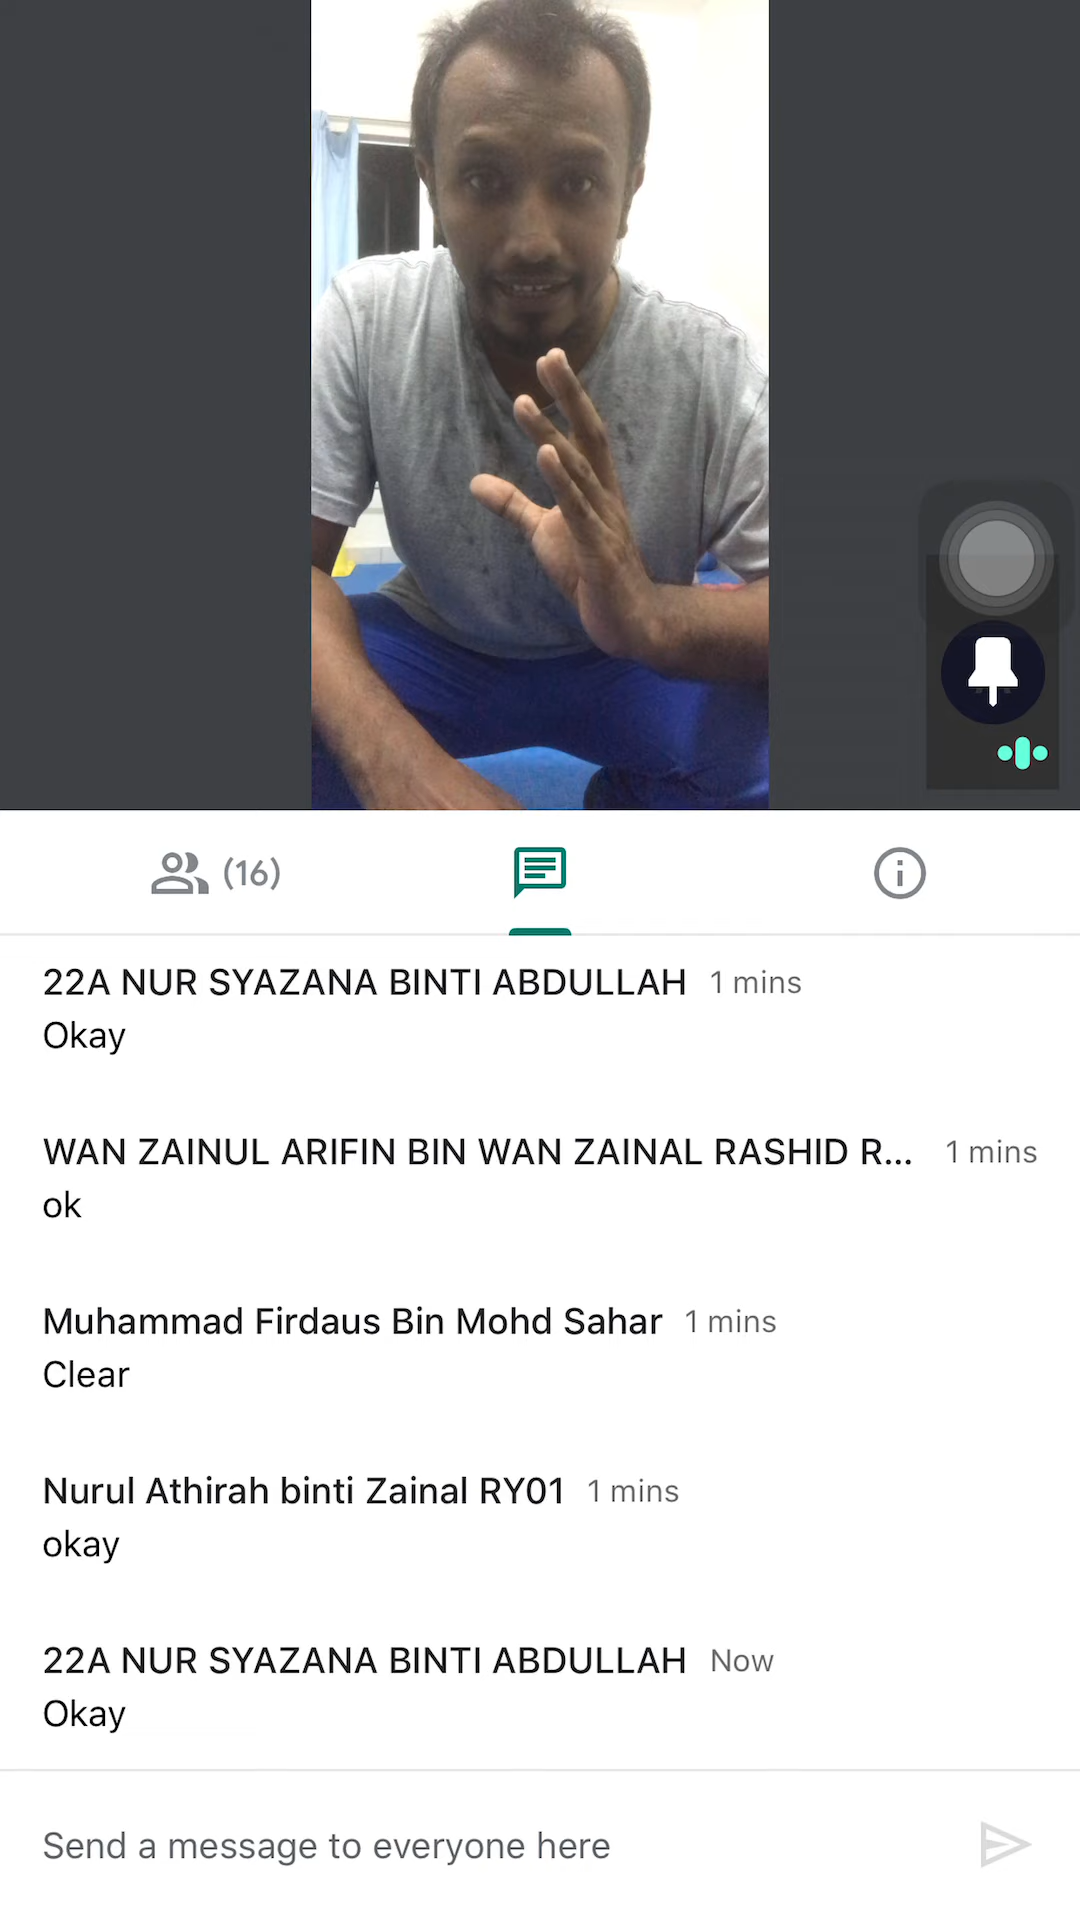 (16)
22A NUR SYAZANA BINTI ABDULLAH 1 mins
Okay
WAN ZAINUL ARIFIN BIN WAN ZAINAL RASHID R... 1 mins
ok
Muhammad Firdaus Bin Mohd Sahar 1 mins
Clear
Nurul Athirah binti Zainal RY01 1 mins
okay
22A NUR SYAZANA BINTI ABDULLAH Now
Okay
Send a message to everyone here